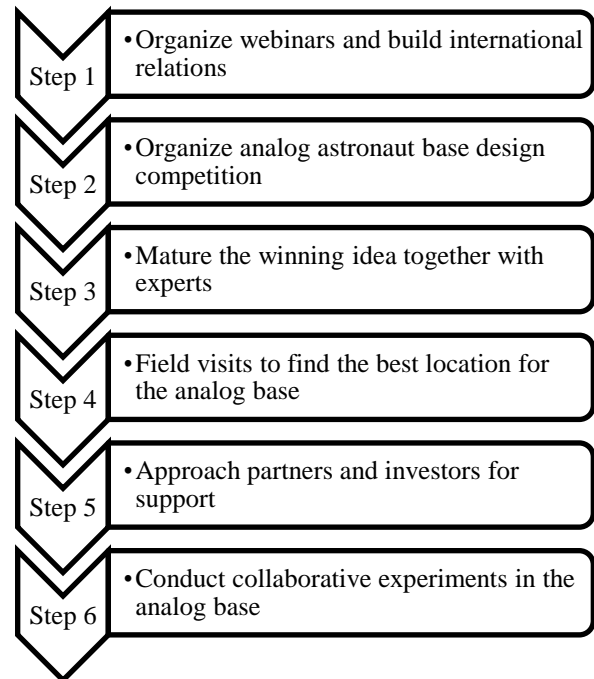 Step 1
•Organize webinars and build international
relations
Step 2
•Organize analog astronaut base design
competition
Step 3
•Mature the winning idea together with
experts
Step 4
•Field visits to find the best location for
the analog base
Step 5
•Approach partners and investors for
support
Step 6
•Conduct collaborative experiments in the
analog base